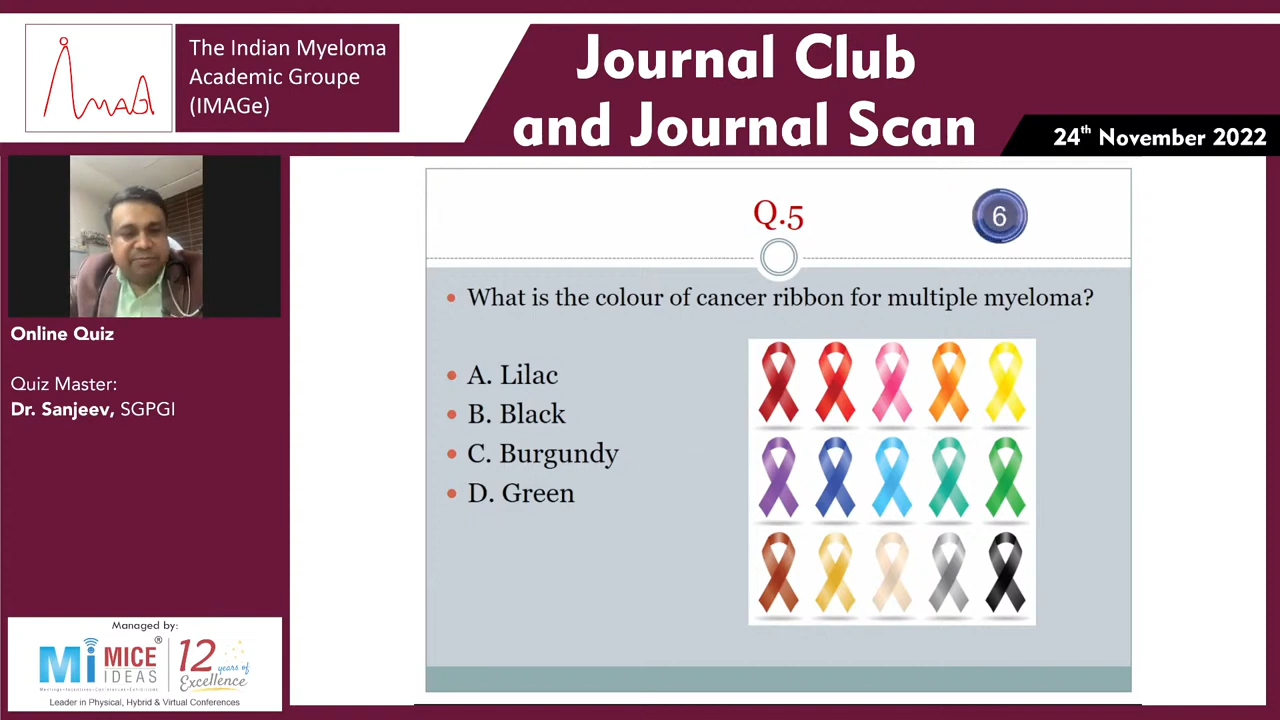 imAGe
The Indian Myeloma
Academic Groupe
(IMAGe)
Journal Club
and Journal Scan
24th November 2022
Online Quiz
Quiz Master:
Dr. Sanjeev, SGPGI
Q.5
6
What is the colour of cancer ribbon for multiple myeloma?
A. Lilac
B. Black
C. Burgundy
D. Green
Managed by:
Mi MICE IDEAS ®
12 years of Excellence
Leader in Physical, Hybrid & Virtual Conferences